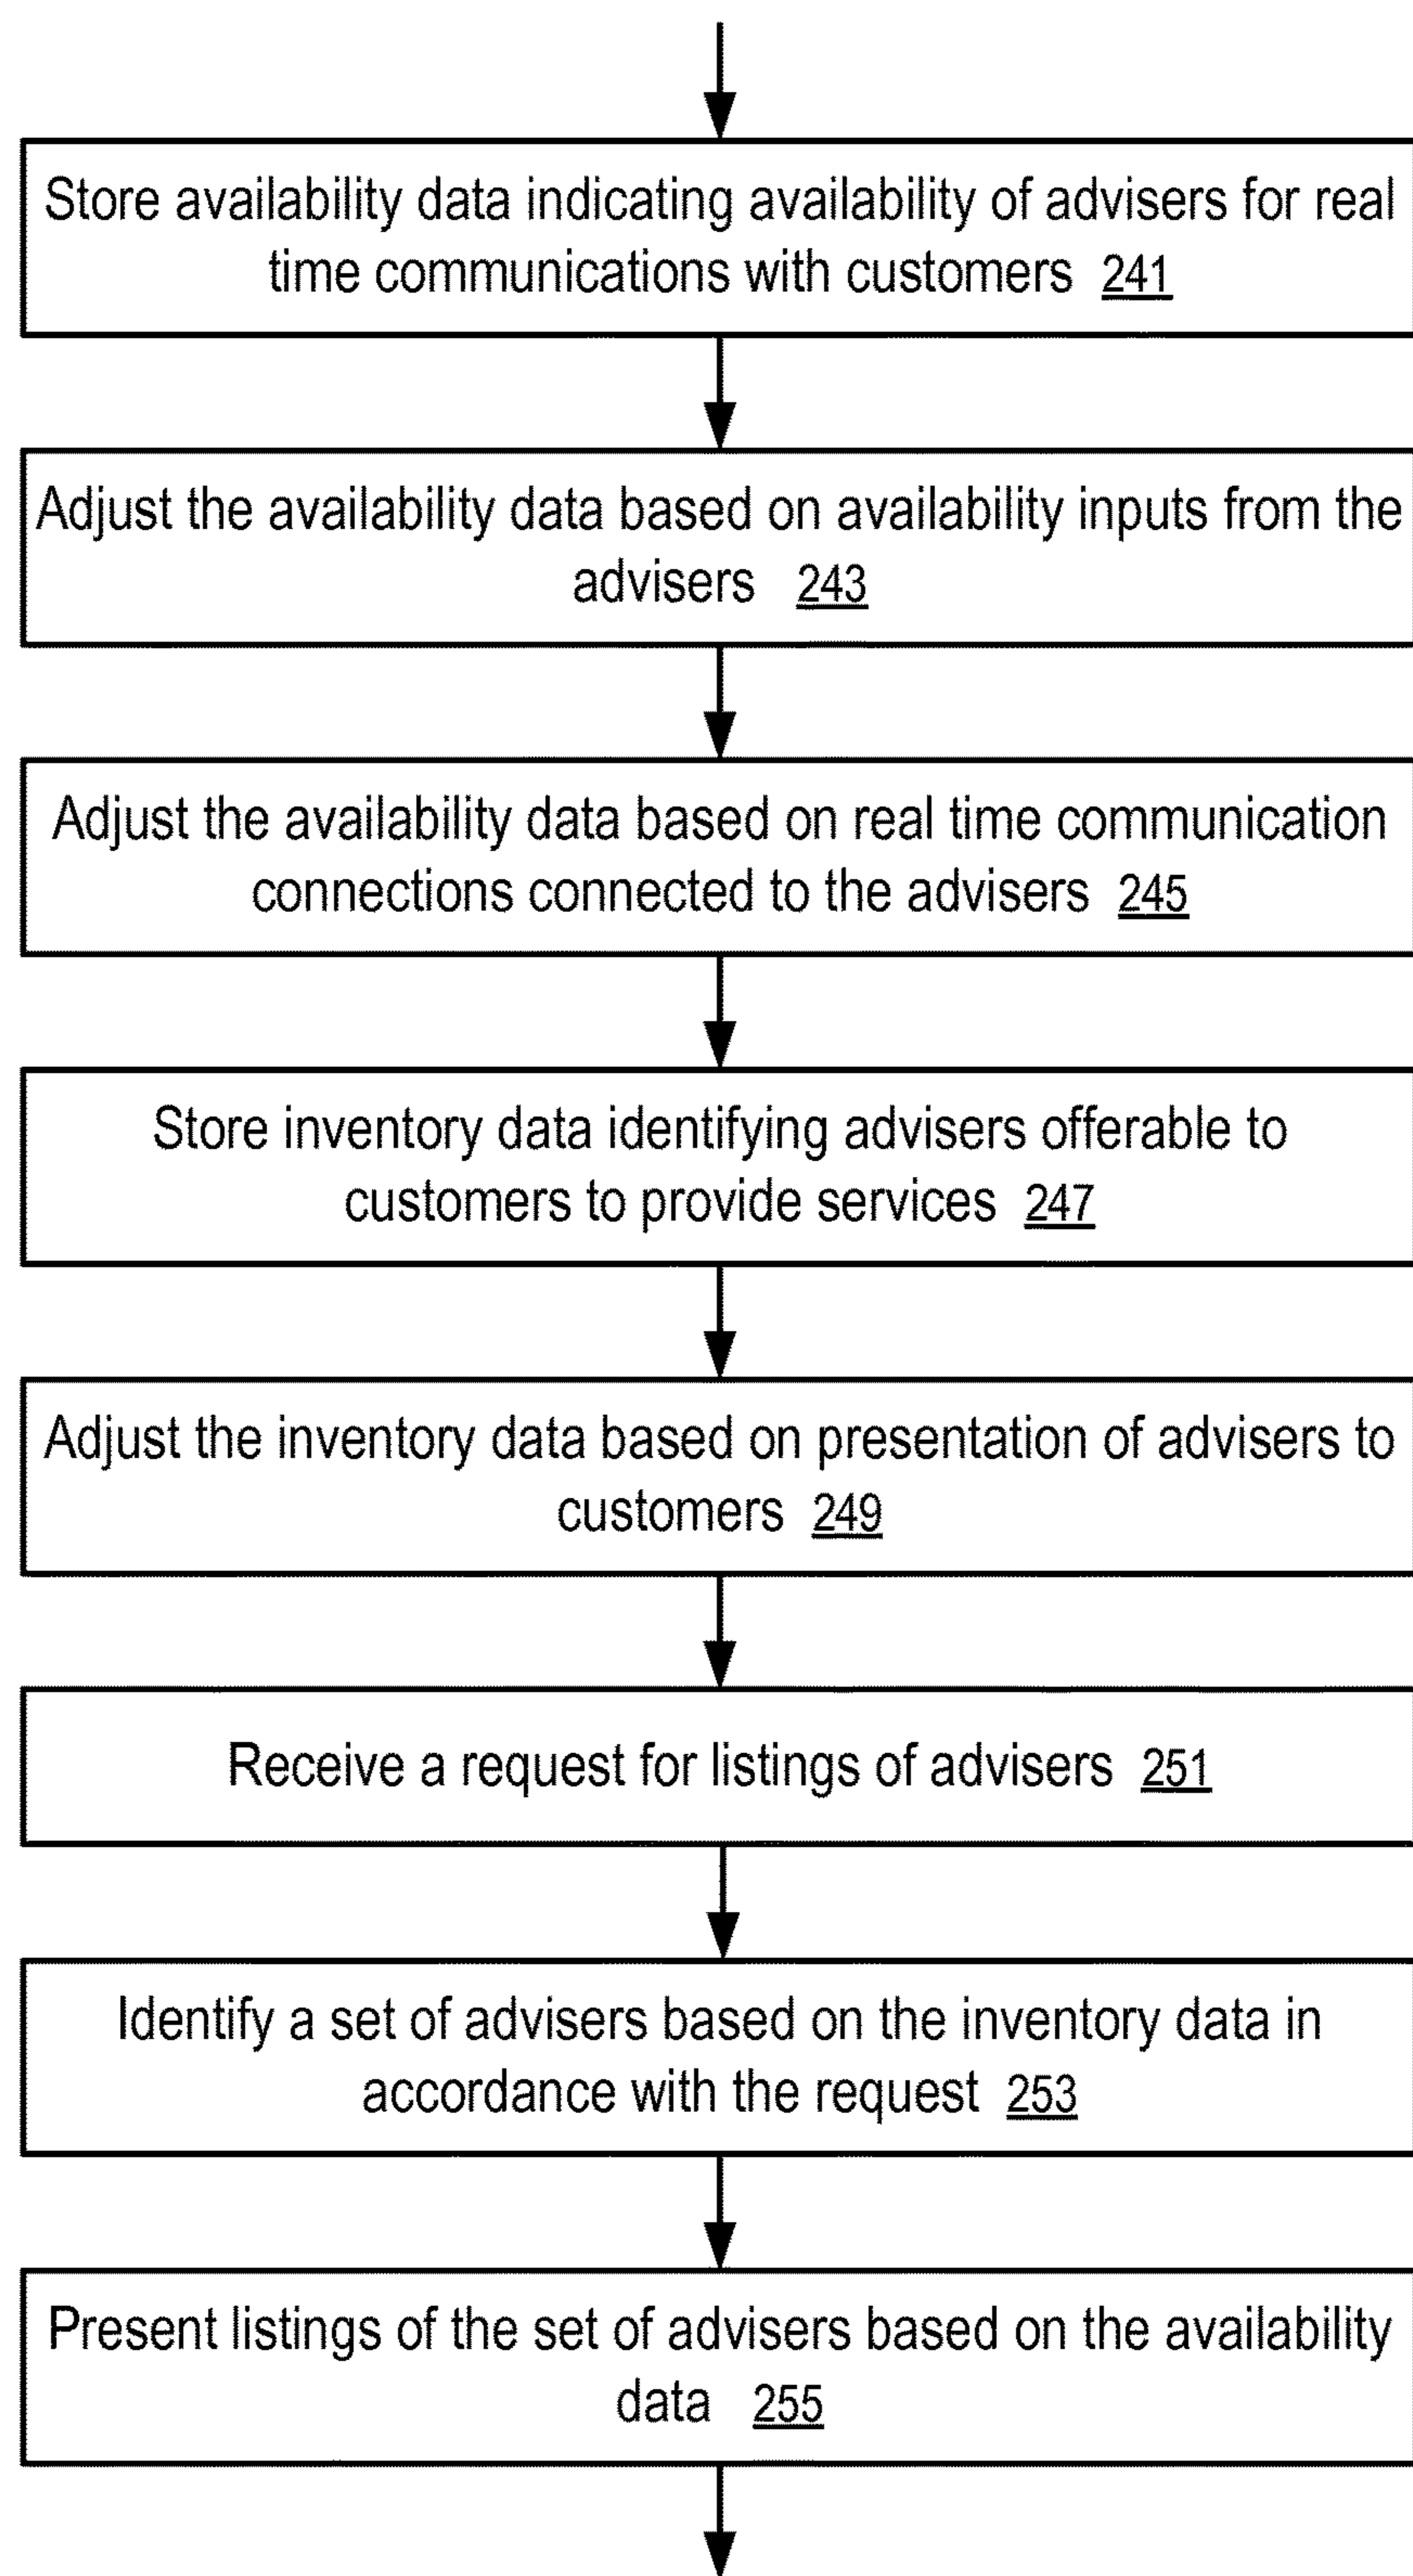 Store availability data indicating availability of advisers for real
time communications with customers 241
Adjust the availability data based on availability inputs from the
advisers 243
Adjust the availability data based on real time communication
connections connected to the advisers 245
Store inventory data identifying advisers offerable to
customers to provide services 247
Adjust the inventory data based on presentation of advisers to
customers 249
Receive a request for listings of advisers 251
Identify a set of advisers based on the inventory data in
accordance with the request 253
Present listings of the set of advisers based on the availability
data 255